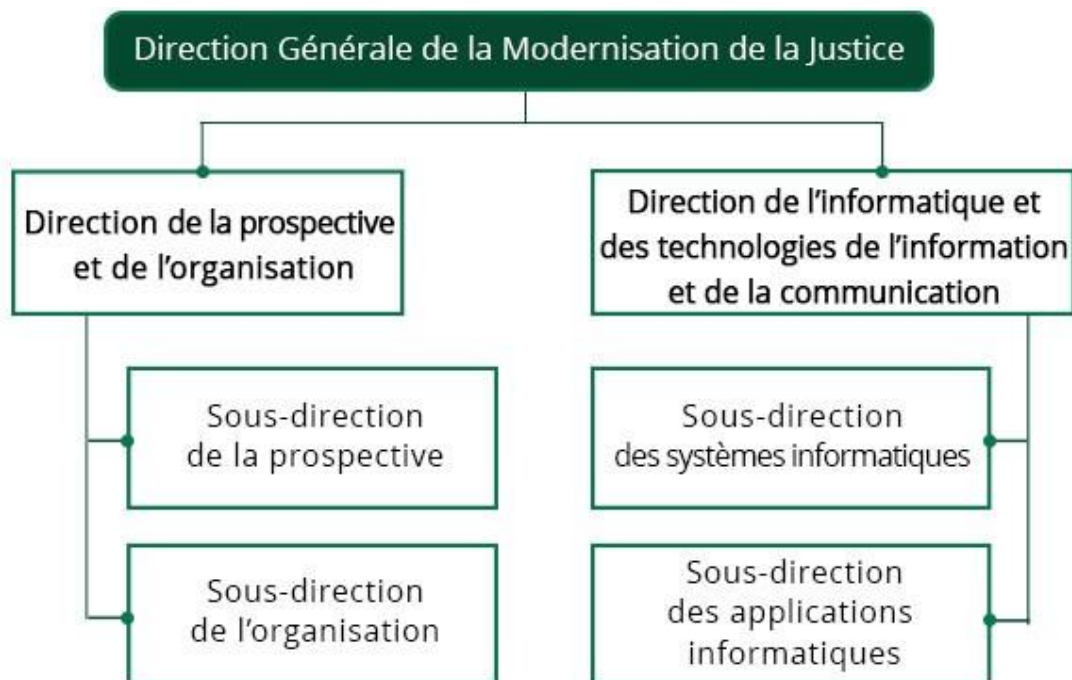 Direction Générale de la Modernisation de la Justice
Direction de la prospective
et de l'organisation
Sous-direction
de la prospective
Sous-direction
de l'organisation
Direction de l'informatique et
des technologies de l'information
et de la communication
Sous-direction
des systèmes informatiques
Sous-direction
des applications
informatiques